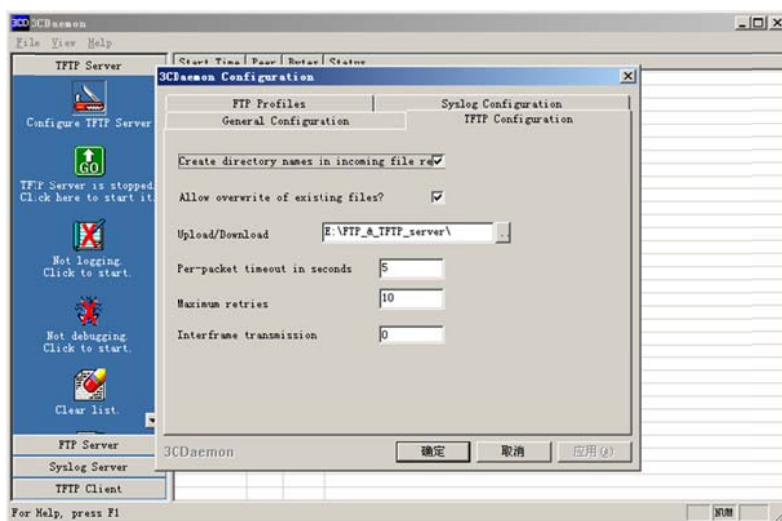 3CDaemon
File View Help
TFTP Server
Start Time Peer Bytes Status
3CDaemon Configuration
FTP Profiles
Syslog Configuration
General Configuration
TFTP Configuration
Configure TFTP Server
Create directory names in incoming file re
GO
Allow overwrite of existing files?
TFTP Server is stopped.
Click here to start it.
Upload/Download
E:\FTP_&_TFTP_server\
Per-packet timeout in seconds
5
Not logging.
Click to start.
Maximum retries
10
Interframe transmission
0
Not debugging.
Click to start.
Clear list.
FTP Server
3CDaemon
确定
取消
应用(A)
Syslog Server
TFTP Client
For Help, press F1
NUM